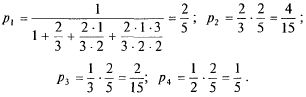 p₁ = 1 / (1 + 2/3 + (2·1)/(3·2) + (2·1·3)/(3·2·2)) = 2/5; p₂ = 2/3 · 2/5 = 4/15;
p₃ = 1/3 · 2/5 = 2/15; p₄ = 1/2 · 2/5 = 1/5.